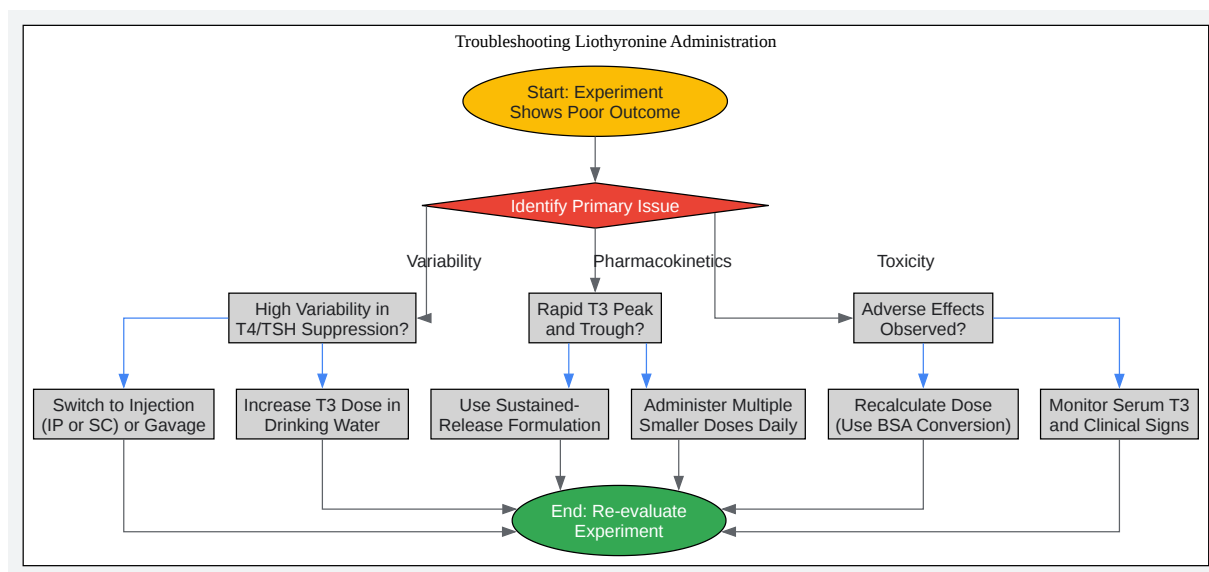 Troubleshooting Liothyronine Administration
Start: Experiment
Shows Poor Outcome
Identify Primary Issue
Variability
Pharmacokinetics
Toxicity
High Variability in
T4/TSH Suppression?
Rapid T3 Peak
and Trough?
Adverse Effects
Observed?
Switch to Injection
(IP or SC) or Gavage
Increase T3 Dose in
Drinking Water
Use Sustained-
Release Formulation
Administer Multiple
Smaller Doses Daily
Recalculate Dose
(Use BSA Conversion)
Monitor Serum T3
and Clinical Signs
End: Re-evaluate
Experiment